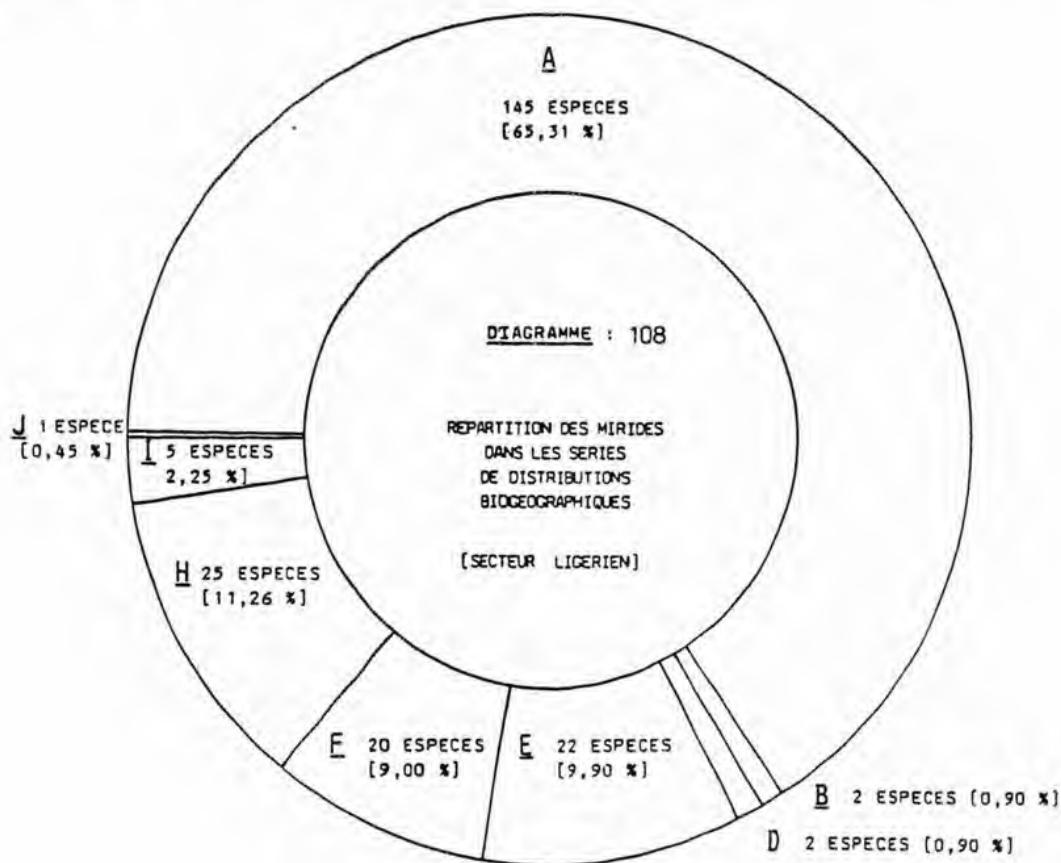 A
145 ESPECES
[65,31 %]
DIAGRAMME : 108
REPARTITION DES MIRIDES
DANS LES SERIES
DE DISTRIBUTIONS
BIOGEOGRAPHIQUES
[SECTEUR LIGERIEN]
J 1 ESPECE
[0,45 %]
I 5 ESPECES
2,25 %]
H 25 ESPECES
[11,26 %]
F 20 ESPECES
[9,00 %]
E 22 ESPECES
[9,90 %]
B 2 ESPECES [0,90 %]
D 2 ESPECES [0,90 %]